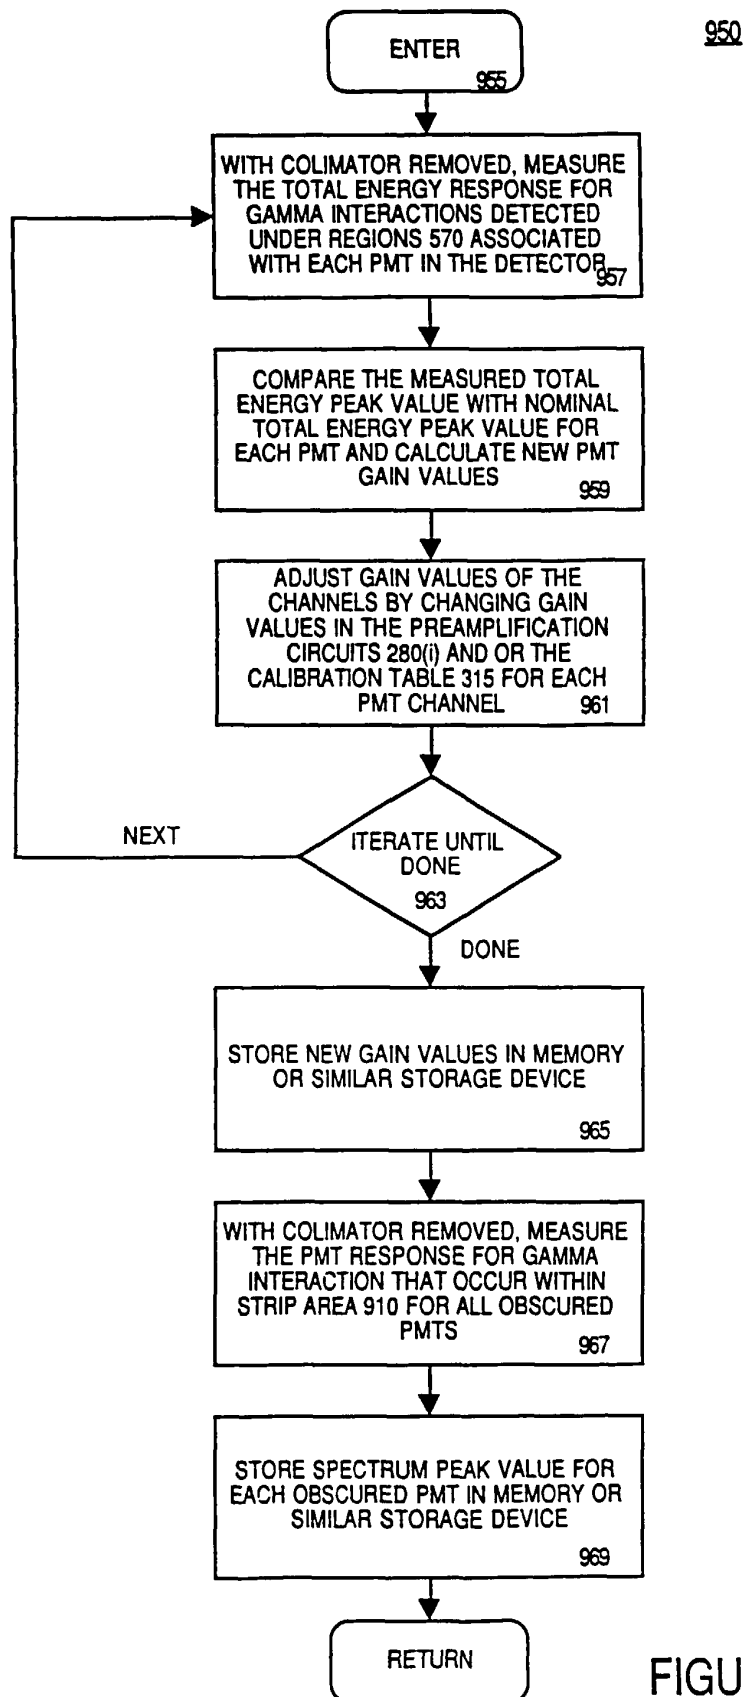 950
ENTER
955
WITH COLIMATOR REMOVED, MEASURE
THE TOTAL ENERGY RESPONSE FOR
GAMMA INTERACTIONS DETECTED
UNDER REGIONS 570 ASSOCIATED
WITH EACH PMT IN THE DETECTOR
957
COMPARE THE MEASURED TOTAL
ENERGY PEAK VALUE WITH NOMINAL
TOTAL ENERGY PEAK VALUE FOR
EACH PMT AND CALCULATE NEW PMT
GAIN VALUES
959
ADJUST GAIN VALUES OF THE
CHANNELS BY CHANGING GAIN
VALUES IN THE PREAMPLIFICATION
CIRCUITS 280(i) AND OR THE
CALIBRATION TABLE 315 FOR EACH
PMT CHANNEL
961
NEXT
ITERATE UNTIL
DONE
963
DONE
STORE NEW GAIN VALUES IN MEMORY
OR SIMILAR STORAGE DEVICE
965
WITH COLIMATOR REMOVED, MEASURE
THE PMT RESPONSE FOR GAMMA
INTERACTION THAT OCCUR WITHIN
STRIP AREA 910 FOR ALL OBSCURED
PMTS
967
STORE SPECTRUM PEAK VALUE FOR
EACH OBSCURED PMT IN MEMORY OR
SIMILAR STORAGE DEVICE
969
RETURN
FIGU